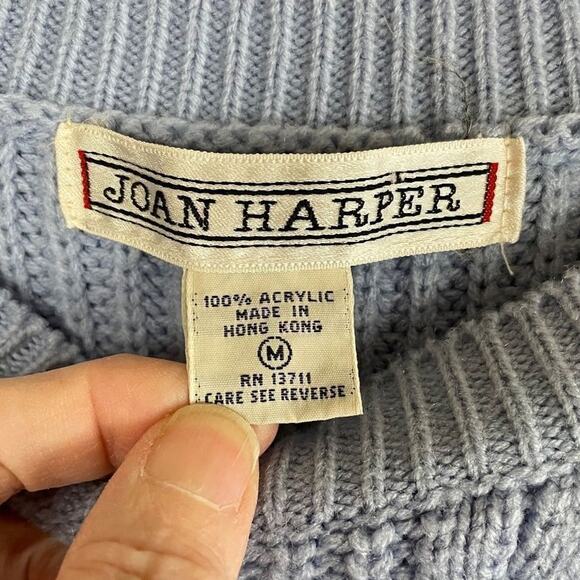 JOAN HARPER
100% ACRYLIC
MADE IN
HONG KONG
M
RN 13711
CARE SEE REVERSE